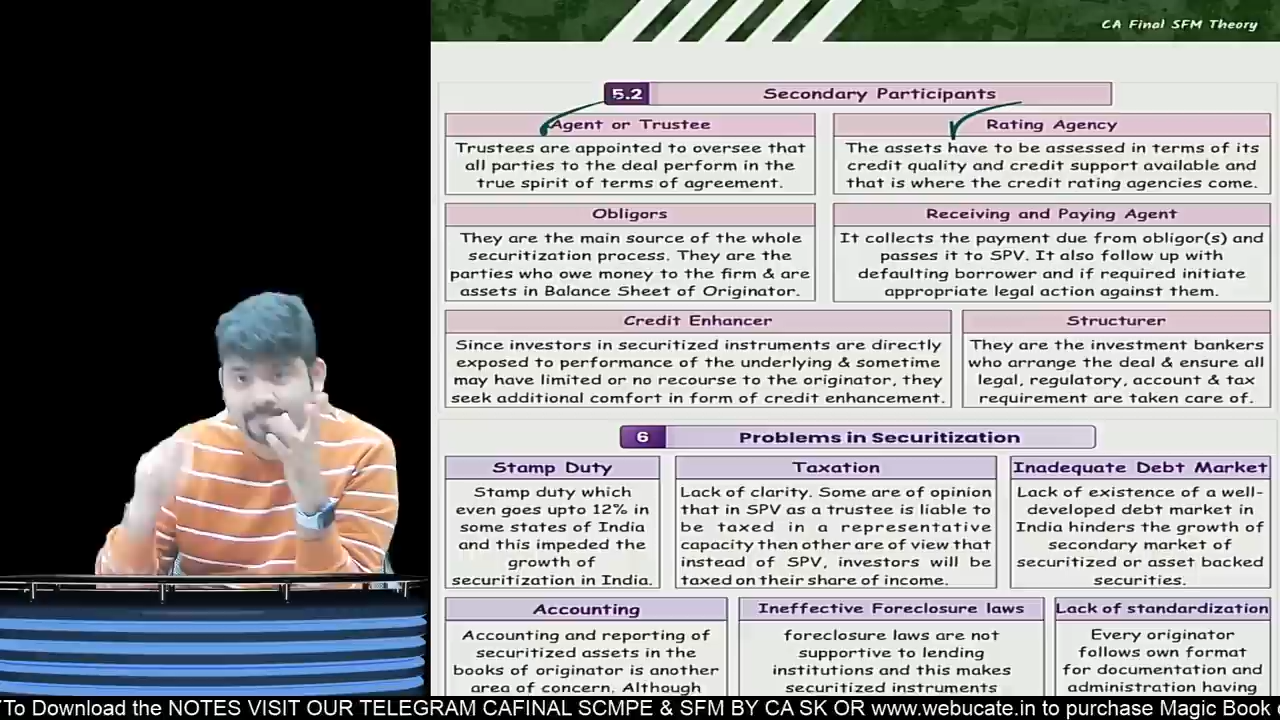 CA Final SFM Theory
5.2 Secondary Participants
Agent or Trustee
Trustees are appointed to oversee that
all parties to the deal perform in the
true spirit of terms of agreement.
Rating Agency
The assets have to be assessed in terms of its
credit quality and credit support available and
that is where the credit rating agencies come.
Obligors
They are the main source of the whole
securitization process. They are the
parties who owe money to the firm & are
assets in Balance Sheet of Originator.
Receiving and Paying Agent
It collects the payment due from obligor(s) and
passes it to SPV. It also follow up with
defaulting borrower and if required initiate
appropriate legal action against them.
Credit Enhancer
Since investors in securitized instruments are directly
exposed to performance of the underlying & sometime
may have limited or no recourse to the originator, they
seek additional comfort in form of credit enhancement.
Structurer
They are the investment bankers
who arrange the deal & ensure all
legal, regulatory, account & tax
requirement are taken care of.
6 Problems in Securitization
Stamp Duty
Stamp duty which
even goes upto 12% in
some states of India
and this impeded the
growth of
securitization in India.
Taxation
Lack of clarity. Some are of opinion
that in SPV as a trustee is liable to
be taxed in a representative
capacity then other are of view that
instead of SPV, investors will be
taxed on their share of income.
Inadequate Debt Market
Lack of existence of a well-
developed debt market in
India hinders the growth of
secondary market of
securitized or asset backed
securities.
Accounting
Accounting and reporting of
securitized assets in the
books of originator is another
area of concern. Although
Ineffective Foreclosure laws
foreclosure laws are not
supportive to lending
institutions and this makes
securitized instruments
Lack of standardization
Every originator
follows own format
for documentation and
administration having
To Download the NOTES VISIT OUR TELEGRAM CAFINAL SCMPE & SFM BY CA SK OR www.webucate.in to purchase Magic Book o